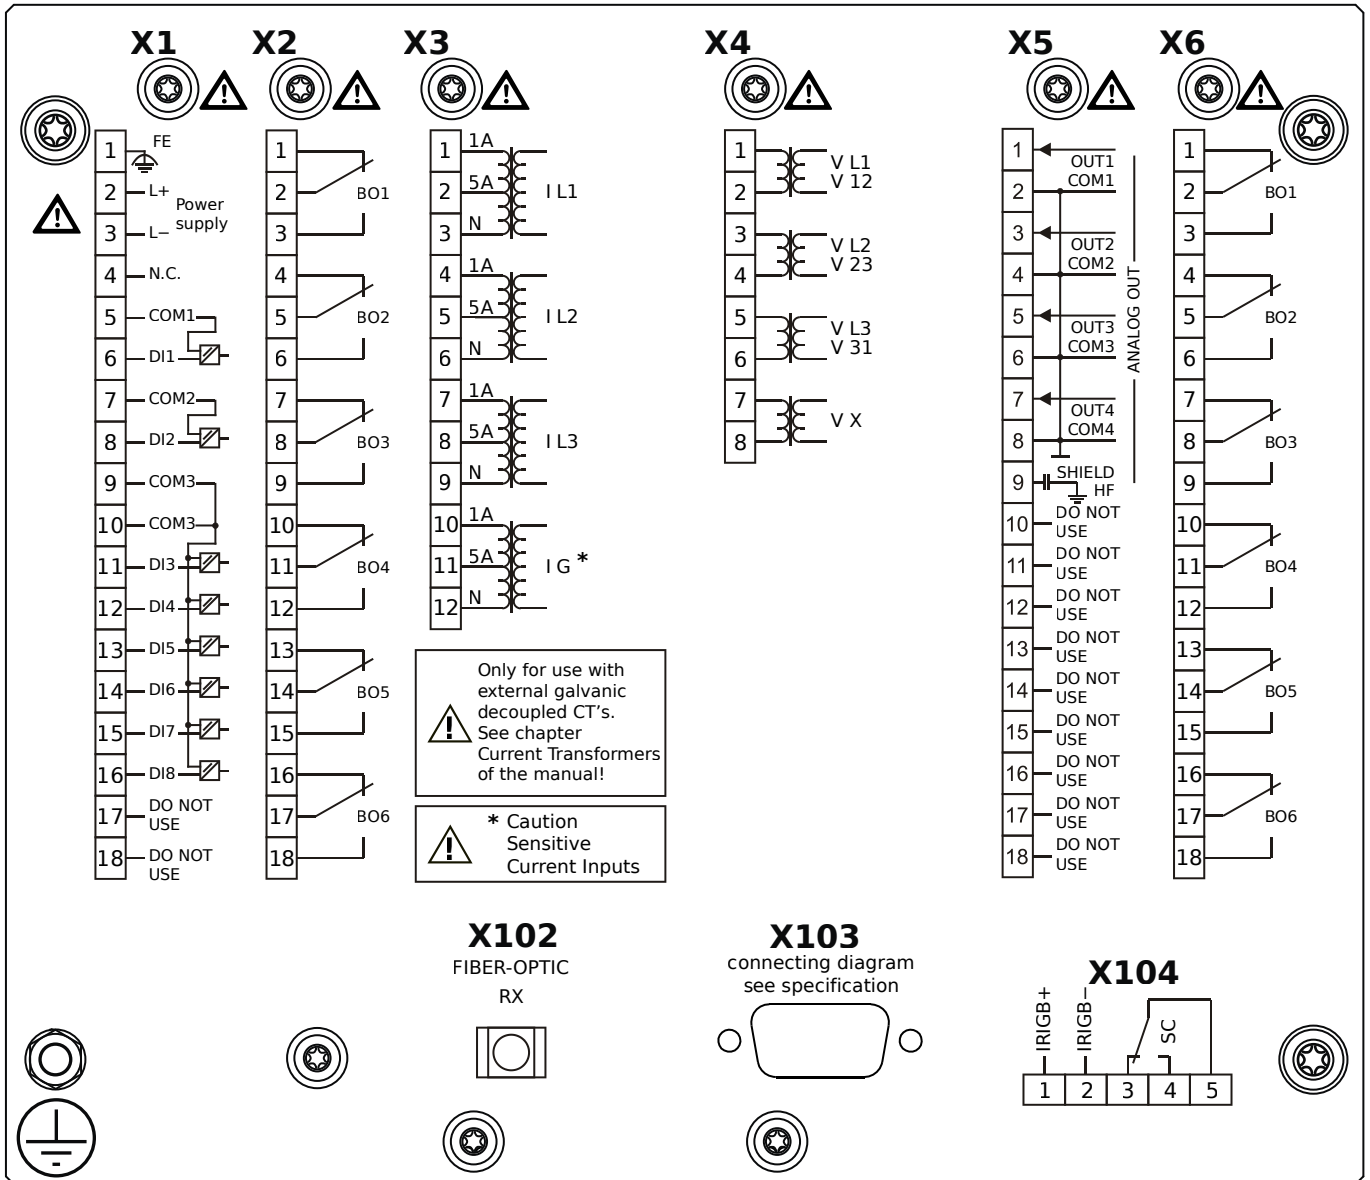 X1 X2 X3 X4 X5 X6
1 FE
2 L+
Power
supply
3 L−
4 N.C.
5 COM1
6 DI1
7 COM2
8 DI2
9 COM3
10 COM3
11 DI3
12 DI4
13 DI5
14 DI6
15 DI7
16 DI8
17 DO NOT
USE
18 DO NOT
USE
1
2 BO1
3
4
5 BO2
6
7
8 BO3
9
10
11 BO4
12
13
14 BO5
15
16
17 BO6
18
1 1A
2 5A I L1
3 N
4 1A
5 5A I L2
6 N
7 1A
8 5A I L3
9 N
10 1A
11 5A I G *
12 N
Only for use with
external galvanic
decoupled CT's.
See chapter
Current Transformers
of the manual!
* Caution
Sensitive
Current Inputs
1 V L1
2 V 12
3 V L2
4 V 23
5 V L3
6 V 31
7 V X
8
1 OUT1
2 COM1
3 OUT2
4 COM2
5 OUT3
6 COM3
7 OUT4
8 COM4
ANALOG OUT
9 SHIELD
HF
10 DO NOT
USE
11 DO NOT
USE
12 DO NOT
USE
13 DO NOT
USE
14 DO NOT
USE
15 DO NOT
USE
16 DO NOT
USE
17 DO NOT
USE
18 DO NOT
USE
1
2 BO1
3
4
5 BO2
6
7
8 BO3
9
10
11 BO4
12
13
14 BO5
15
16
17 BO6
18
X102
FIBER-OPTIC
RX
X103
connecting diagram
see specification
X104
IRIGB+
IRIGB−
SC
1 2 3 4 5